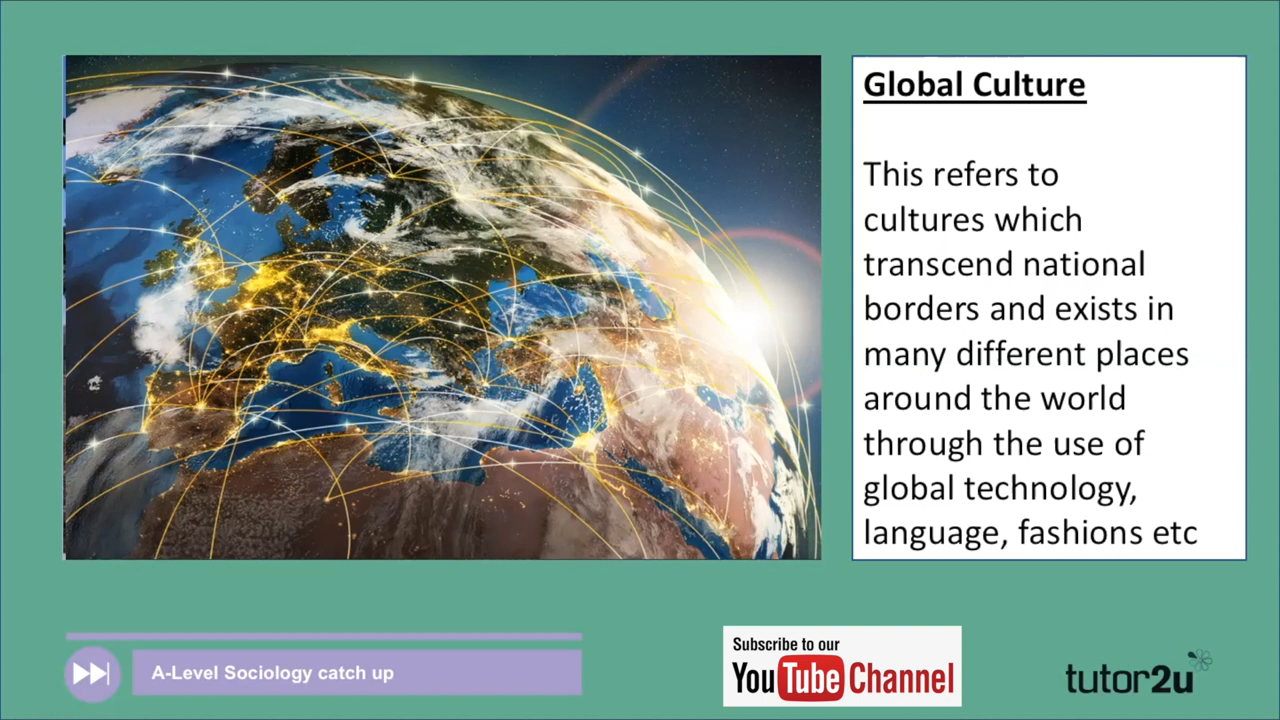 Global Culture
This refers to
cultures which
transcend national
borders and exists in
many different places
around the world
through the use of
global technology,
language, fashions etc
A-Level Sociology catch up
Subscribe to our
YouTube Channel
tutor2u